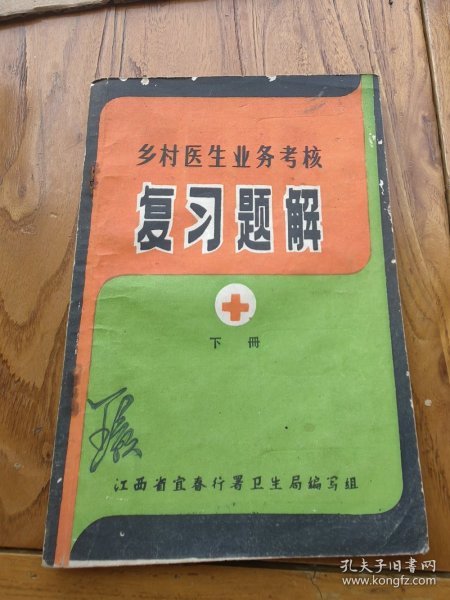 乡村医生业务考核
复习题解
下冊
江西省宜春行署卫生局编写组
孔夫子旧书网
www.kongfz.com